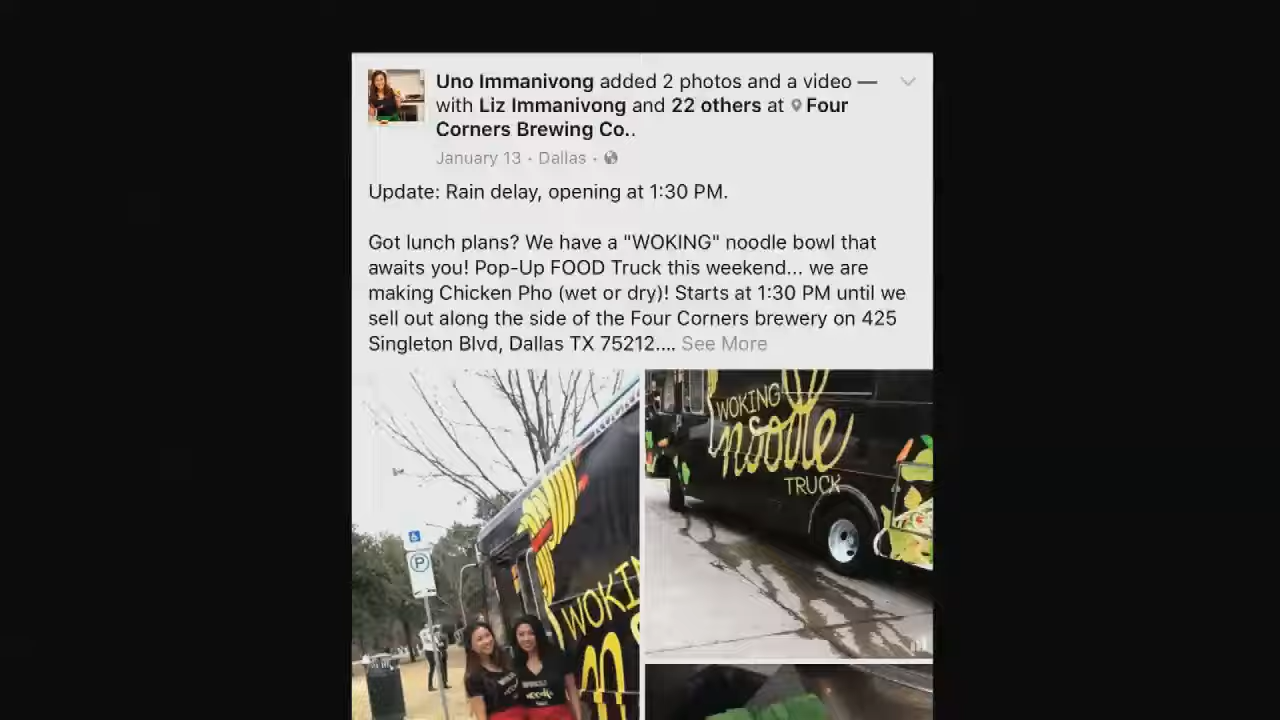 Uno Immanivong added 2 photos and a video —
with Liz Immanivong and 22 others at Four
Corners Brewing Co..
January 13 · Dallas ·
Update: Rain delay, opening at 1:30 PM.
Got lunch plans? We have a "WOKING" noodle bowl that
awaits you! Pop-Up FOOD Truck this weekend... we are
making Chicken Pho (wet or dry)! Starts at 1:30 PM until we
sell out along the side of the Four Corners brewery on 425
Singleton Blvd, Dallas TX 75212.... See More
WOKING
noodle
TRUCK
P
WOKI
no
noodle